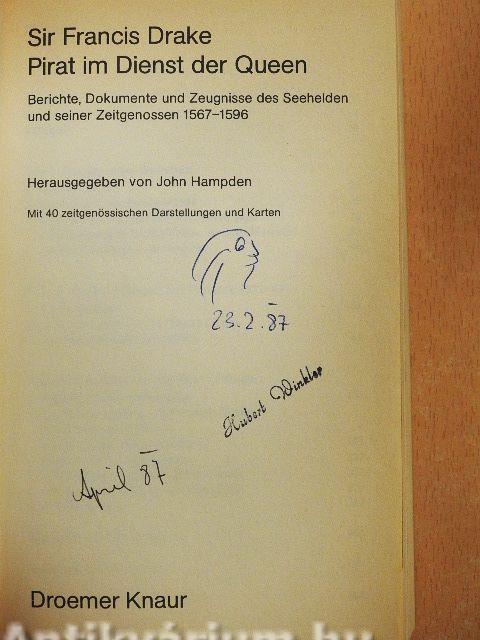 Sir Francis Drake
Pirat im Dienst der Queen
Berichte, Dokumente und Zeugnisse des Seehelden
und seiner Zeitgenossen 1567–1596
Herausgegeben von John Hampden
Mit 40 zeitgenössischen Darstellungen und Karten
23.2.87
Hubert Winkler
April 87
Droemer Knaur
Antikvárium.hu